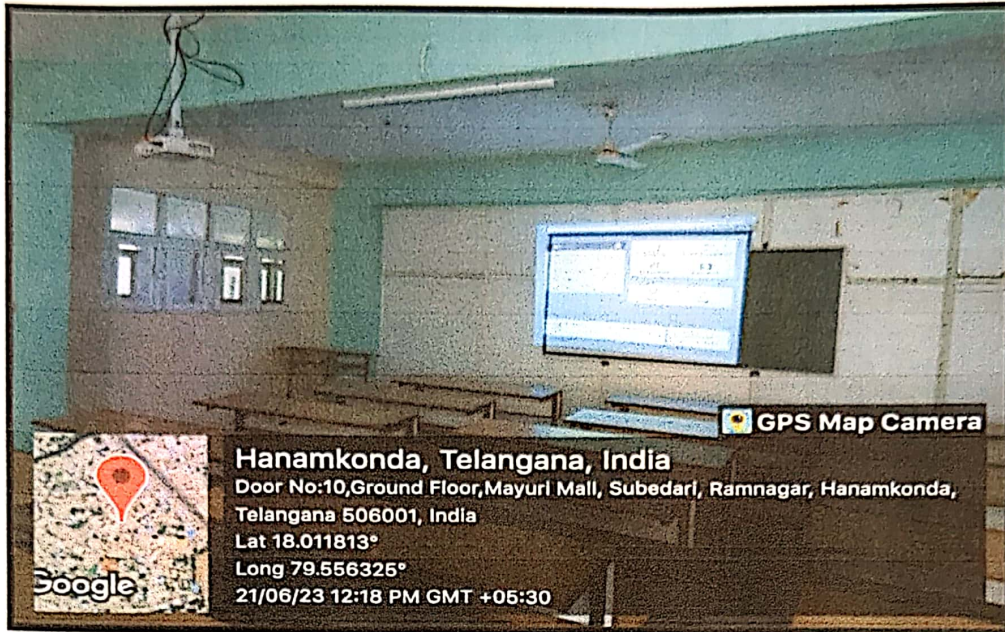 GPS Map Camera
Hanamkonda, Telangana, India
Door No:10,Ground Floor,Mayuri Mall, Subedari, Ramnagar, Hanamkonda,
Telangana 506001, India
Lat 18.011813°
Long 79.556325°
21/06/23 12:18 PM GMT +05:30
Google